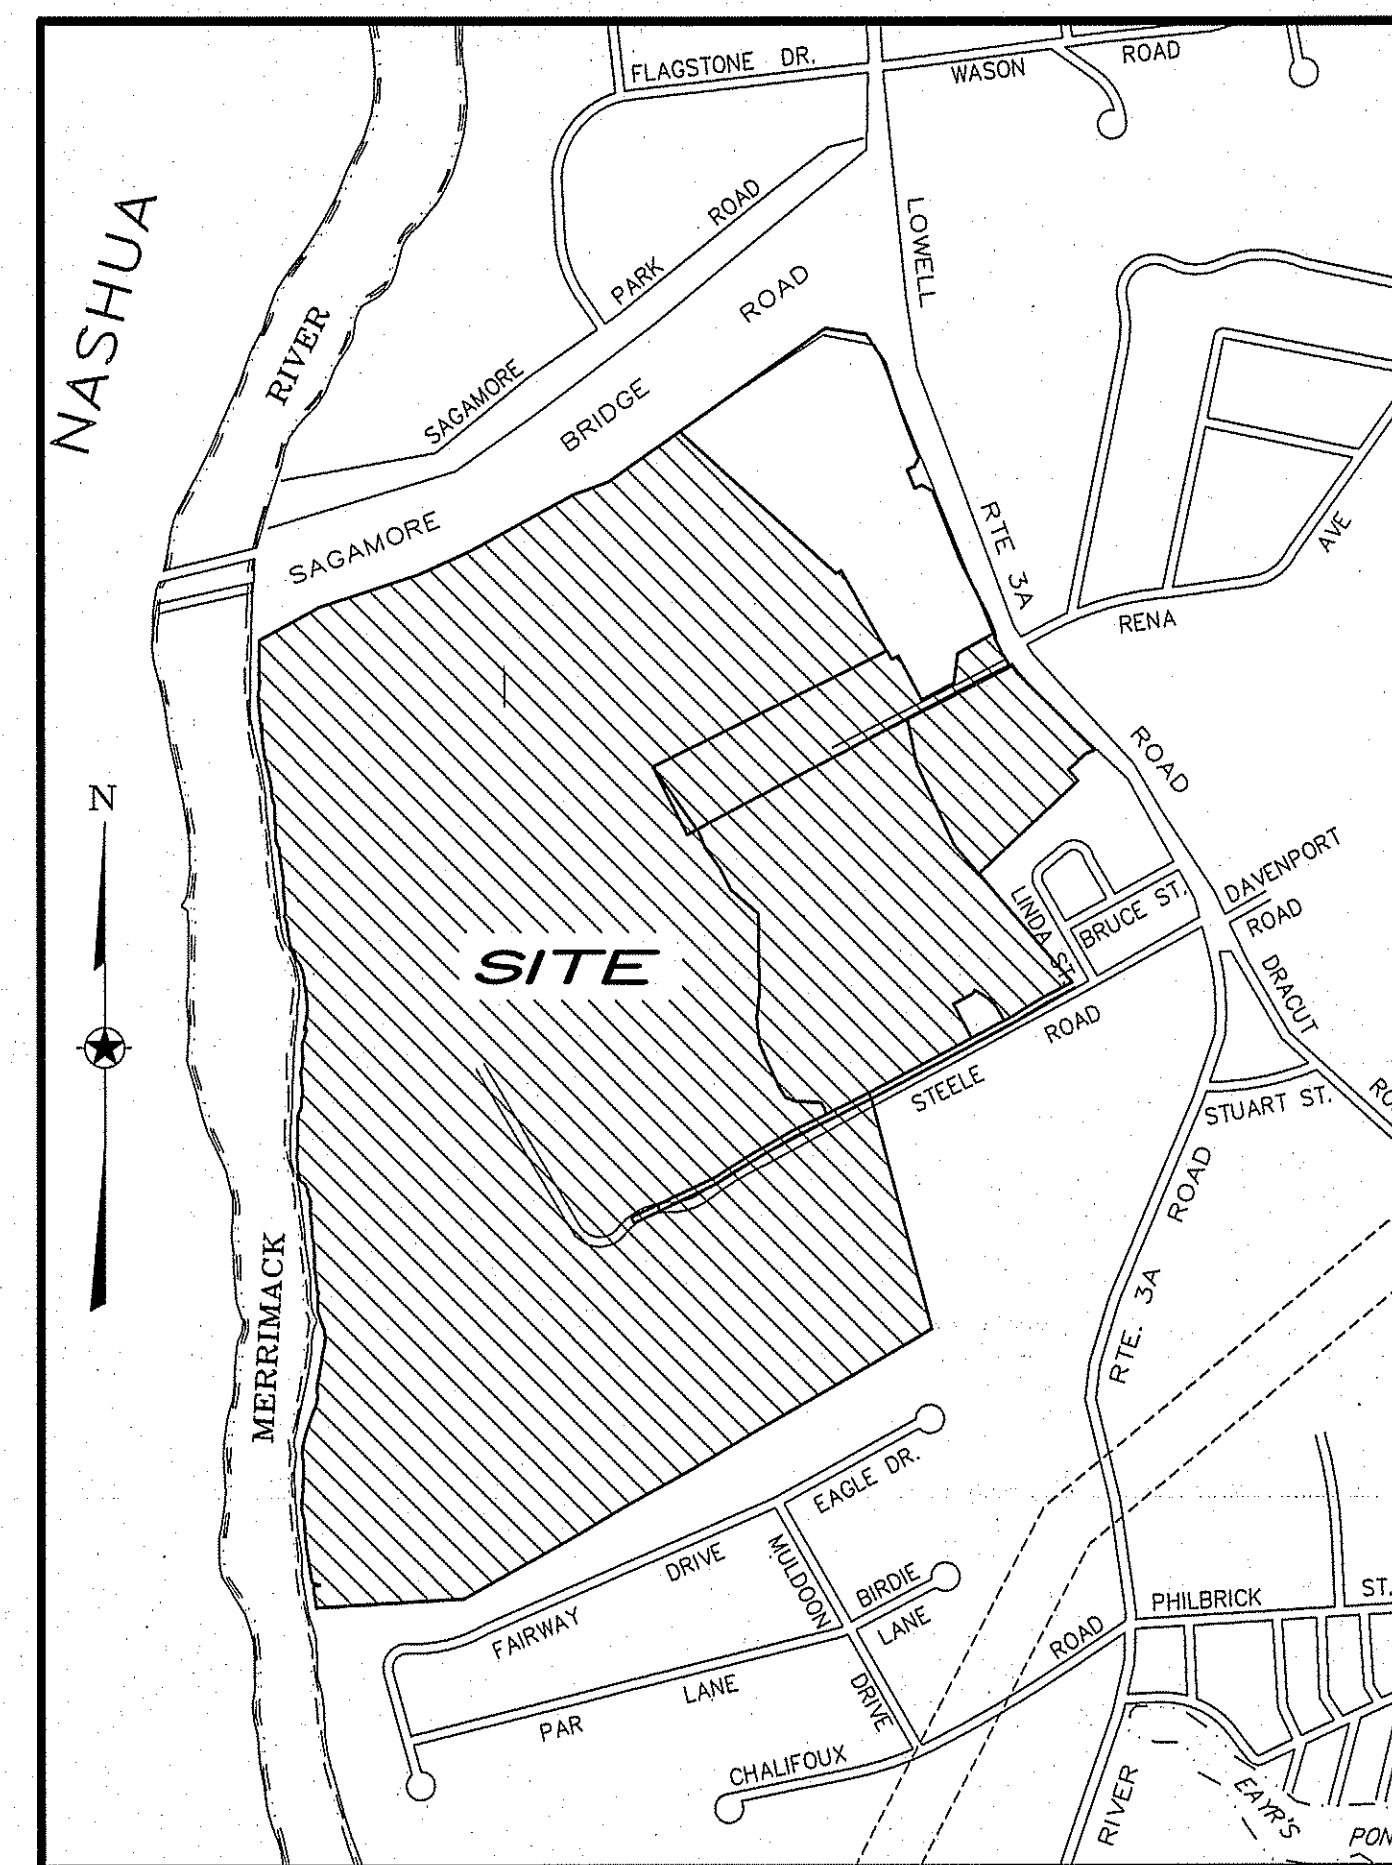 FLAGSTONE DR.
WASON ROAD
NASHUA
RIVER
SAGAMORE PARK ROAD
SAGAMORE BRIDGE ROAD
LOWELL
RTE 3A
ROAD
RENA
AVE
N
SITE
LINDA ST.
BRUCE ST.
DAVENPORT
ROAD
DRACUT
STEELE ROAD
STUART ST.
MERRIMACK
RTE. 3A ROAD
EAGLE DR.
FAIRWAY DRIVE
MULDOON DRIVE
BIRDIE LANE
PAR LANE
CHALIFOUX ROAD
PHILBRICK ST.
RIVER
EAYR'S